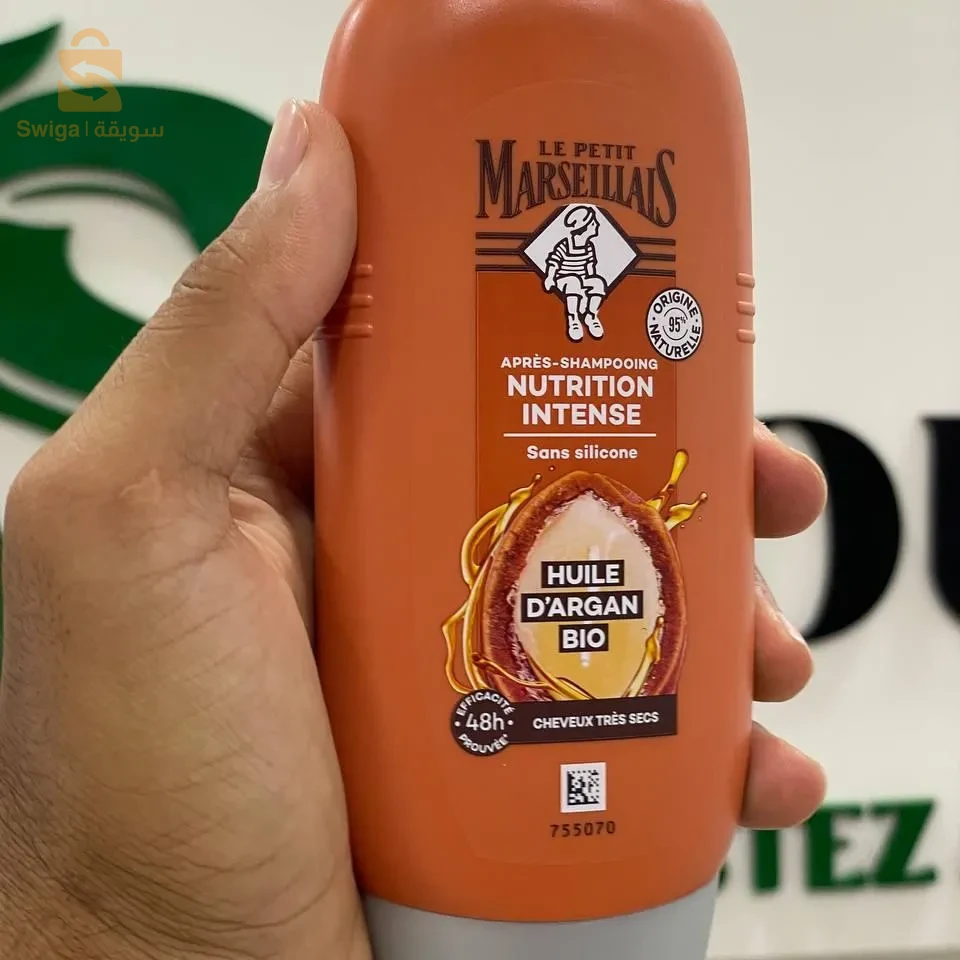 Swiga | سويقة
LE PETIT
MARSEILLAIS
ORIGINE
95%
NATURELLE
APRÈS-SHAMPOOING
NUTRITION
INTENSE
Sans silicone
HUILE
D'ARGAN
BIO
EFFICACITÉ
48h
PROUVÉE*
CHEVEUX TRÈS SECS
755070